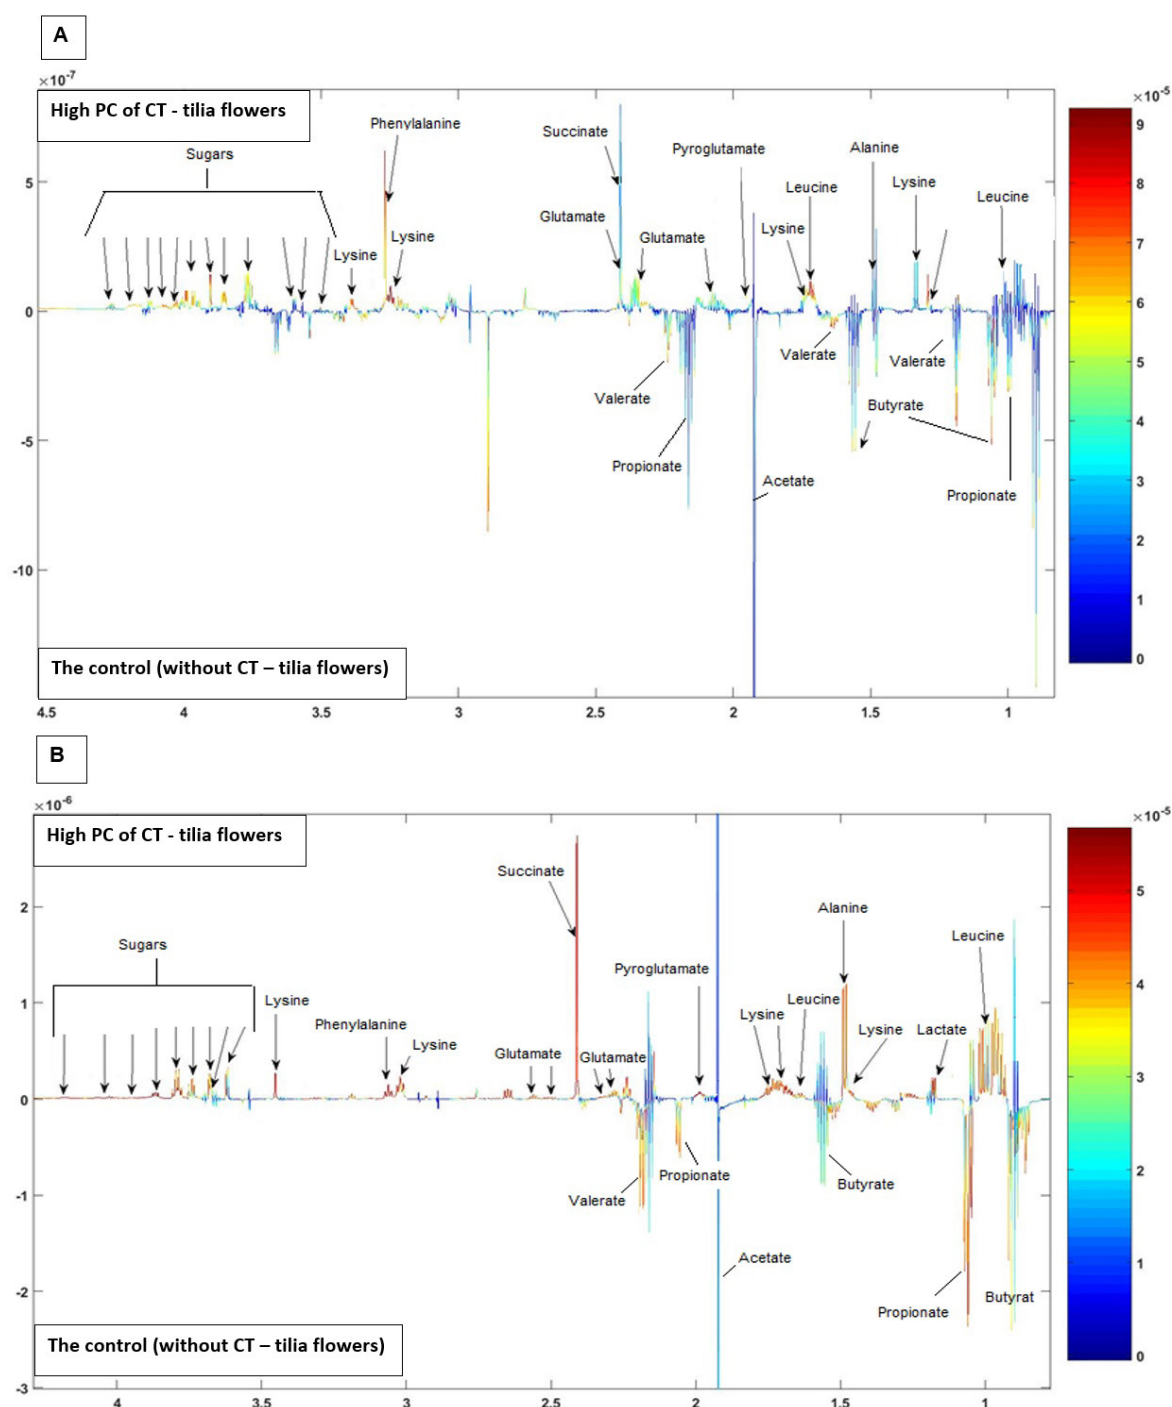 A
×10⁻⁷
High PC of CT - tilia flowers
×10⁻⁵
Phenylalanine
Sugars
Succinate
Pyroglutamate
Alanine
Leucine
Lysine
Leucine
Glutamate
Lysine
Glutamate
Lysine
Lysine
5
0
-5
-10
Valerate
Valerate
Valerate
Butyrate
Propionate
Acetate
Propionate
9
8
7
6
5
4
3
2
1
0
The control (without CT – tilia flowers)
4.5 4 3.5 3 2.5 2 1.5 1
B
×10⁻⁶
High PC of CT - tilia flowers
×10⁻⁵
Succinate
Alanine
Sugars
Leucine
Pyroglutamate
Lysine
Phenylalanine
Lysine
Glutamate
Glutamate
Lysine
Leucine
Lysine
Lactate
2
1
0
-1
-2
-3
Valerate
Propionate
Butyrate
Acetate
Propionate
Butyrat
5
4
3
2
1
0
The control (without CT – tilia flowers)
4 3.5 3 2.5 2 1.5 1